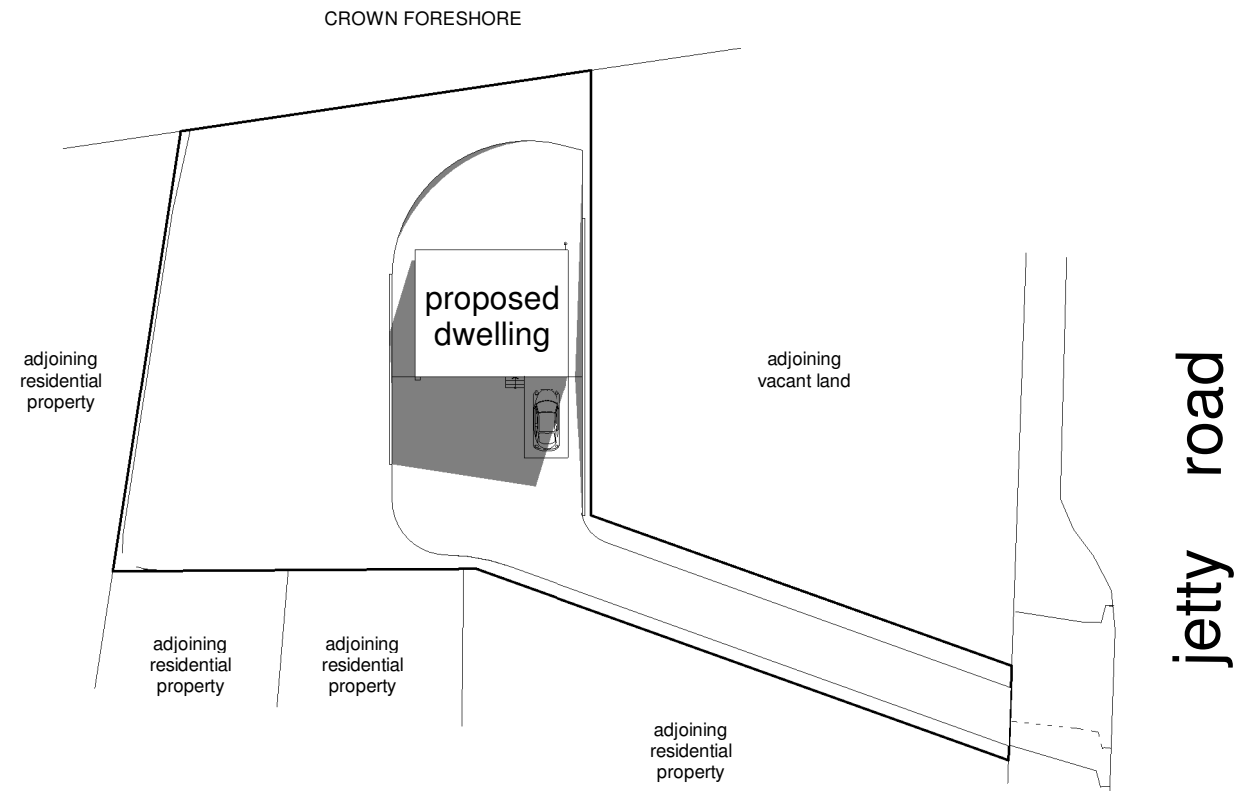 CROWN FORESHORE
proposed
dwelling
adjoining
residential
property
adjoining
vacant land
jetty road
adjoining
residential
property
adjoining
residential
property
adjoining
residential
property